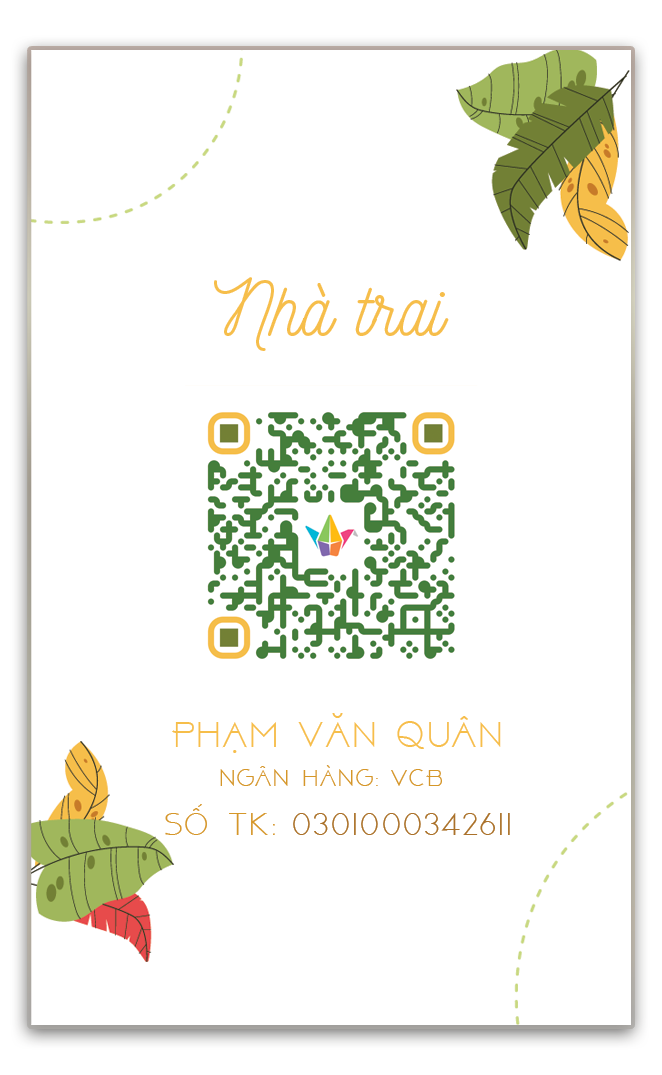 Nhà trai
PHẠM VĂN QUÂN
NGÂN HÀNG: VCB
SỐ TK: 0301000342611